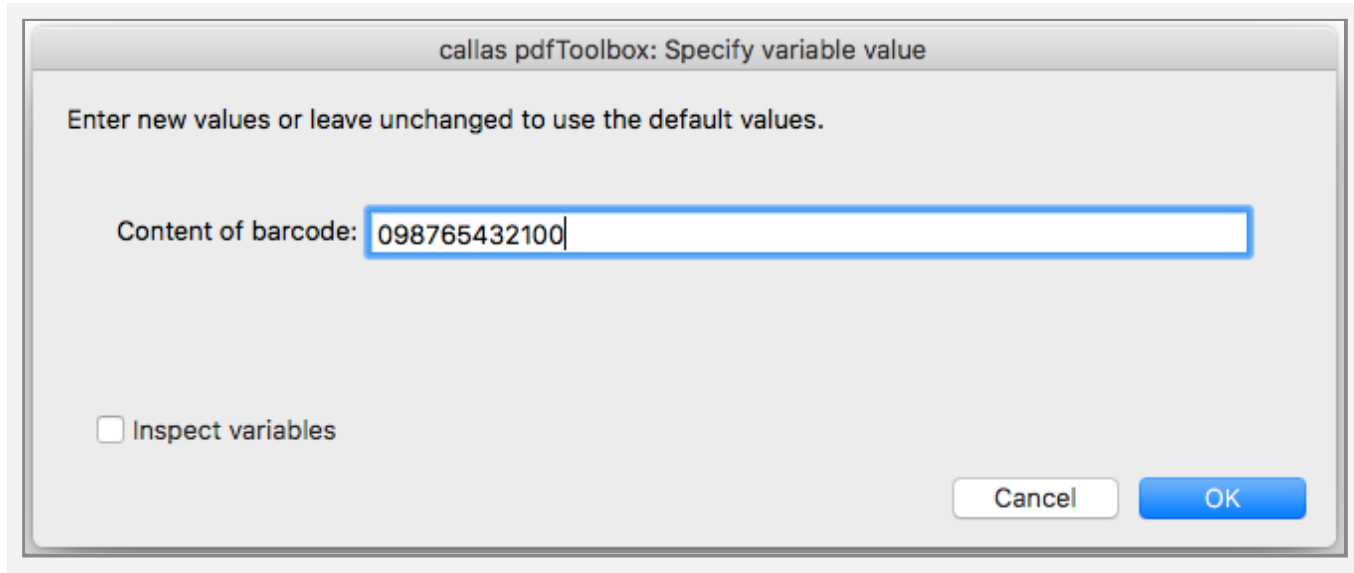 callas pdfToolbox: Specify variable value
Enter new values or leave unchanged to use the default values.
Content of barcode: 098765432100
Inspect variables
Cancel OK